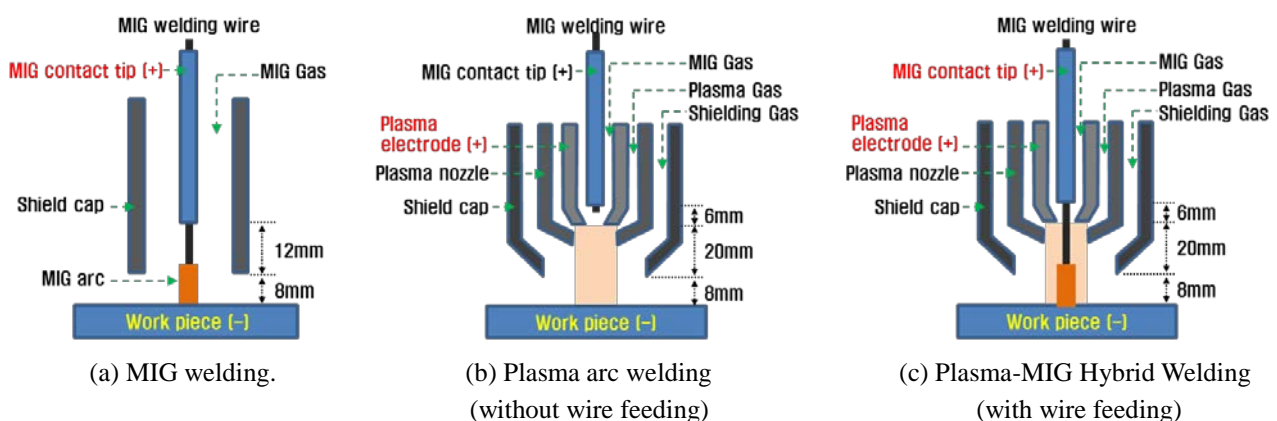 MIG welding wire
MIG contact tip (+)
MIG Gas
Shield cap
12mm
MIG arc
8mm
Work piece (-)
(a) MIG welding.
MIG welding wire
MIG contact tip (+)
MIG Gas
Plasma Gas
Shielding Gas
Plasma
electrode (+)
Plasma nozzle
Shield cap
6mm
20mm
8mm
Work piece (-)
(b) Plasma arc welding
(without wire feeding)
MIG welding wire
MIG contact tip (+)
MIG Gas
Plasma Gas
Shielding Gas
Plasma
electrode (+)
Plasma nozzle
Shield cap
6mm
20mm
8mm
Work piece (-)
(c) Plasma-MIG Hybrid Welding
(with wire feeding)